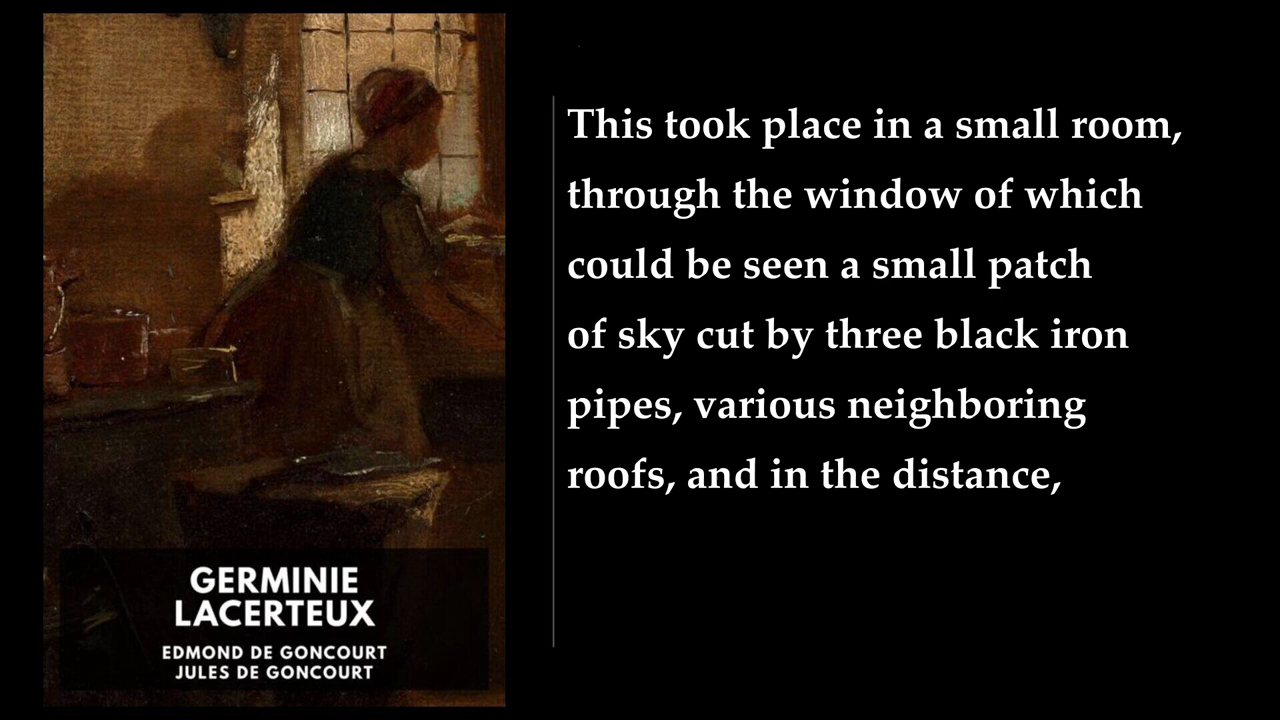 This took place in a small room,
through the window of which
could be seen a small patch
of sky cut by three black iron
pipes, various neighboring
roofs, and in the distance,
GERMINIE
LACERTEUX
EDMOND DE GONCOURT
JULES DE GONCOURT